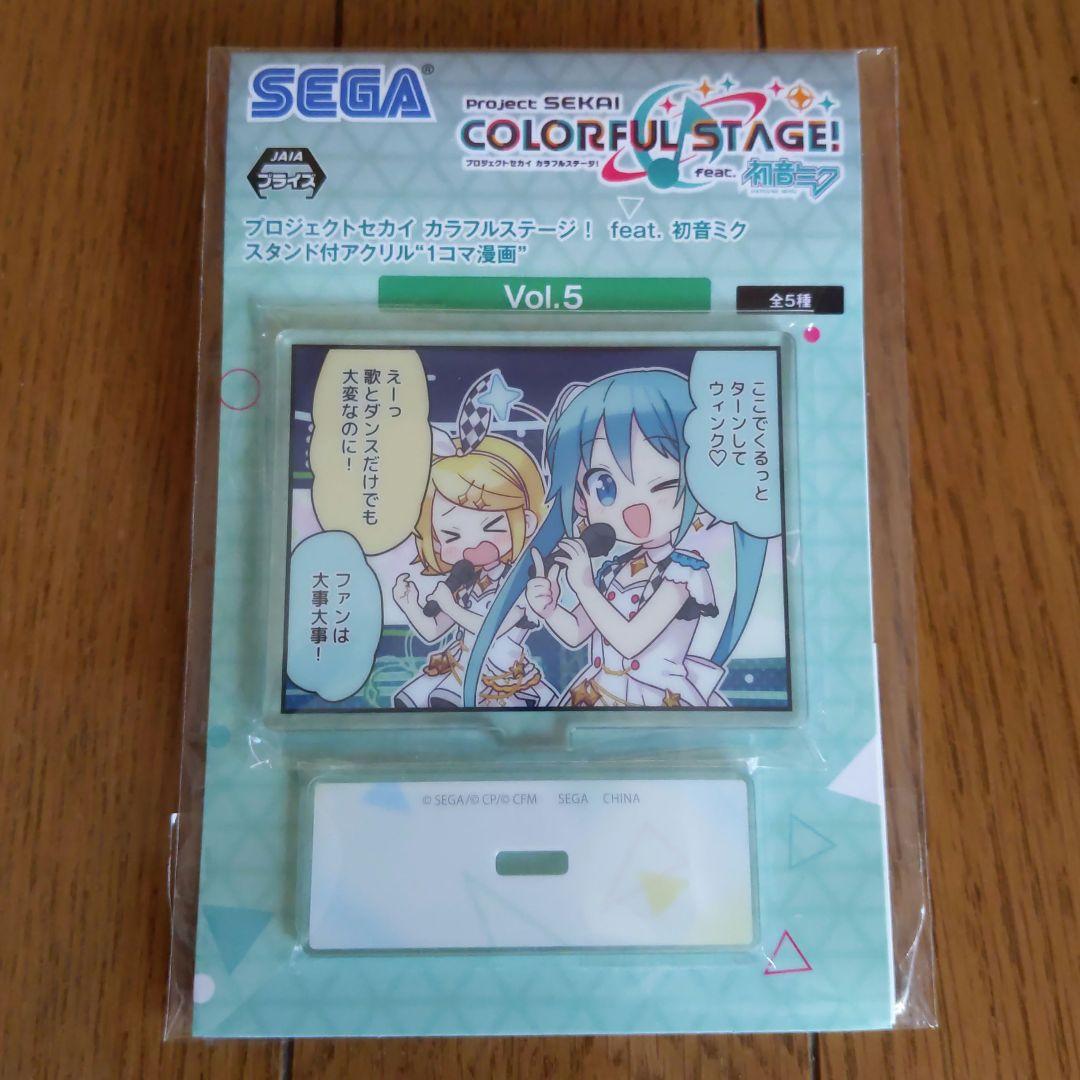 SEGA®
JAIA
プライズ
Project SEKAI
COLORFUL STAGE!
プロジェクトセカイ カラフルステージ!
feat. 初音ミク
プロジェクトセカイ カラフルステージ! feat. 初音ミク
スタンド付アクリル“1コマ漫画”
Vol.5
全5種
ここでくるっと
ターンして
ウィンク♡
えーっ
歌とダンスだけでも
大変なのに!
ファンは
大事大事!
© SEGA/© CP/© CFM SEGA CHINA